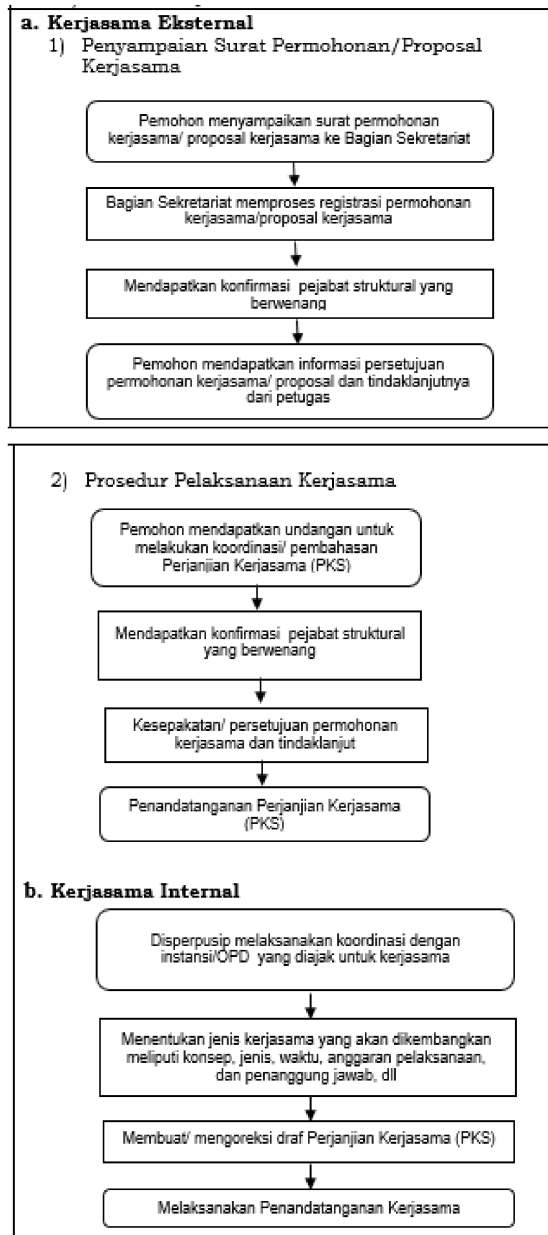 a. Kerjasama Eksternal
1) Penyampaian Surat Permohonan/Proposal
Kerjasama
Pemohon menyampaikan surat permohonan
kerjasama/ proposal kerjasama ke Bagian Sekretariat
Bagian Sekretariat memproses registrasi permohonan
kerjasama/proposal kerjasama
Mendapatkan konfirmasi pejabat struktural yang
berwenang
Pemohon mendapatkan informasi persetujuan
permohonan kerjasama/ proposal dan tindaklanjutnya
dari petugas
2) Prosedur Pelaksanaan Kerjasama
Pemohon mendapatkan undangan untuk
melakukan koordinasi/ pembahasan
Perjanjian Kerjasama (PKS)
Mendapatkan konfirmasi pejabat struktural
yang berwenang
Kesepakatan/ persetujuan permohonan
kerjasama dan tindaklanjut
Penandatanganan Perjanjian Kerjasama
(PKS)
b. Kerjasama Internal
Disperpusip melaksanakan koordinasi dengan
instansi/OPD yang diajak untuk kerjasama
Menentukan jenis kerjasama yang akan dikembangkan
meliputi konsep, jenis, waktu, anggaran pelaksanaan,
dan penanggung jawab, dll
Membuat/ mengoreksi draf Perjanjian Kerjasama (PKS)
Melaksanakan Penandatanganan Kerjasama